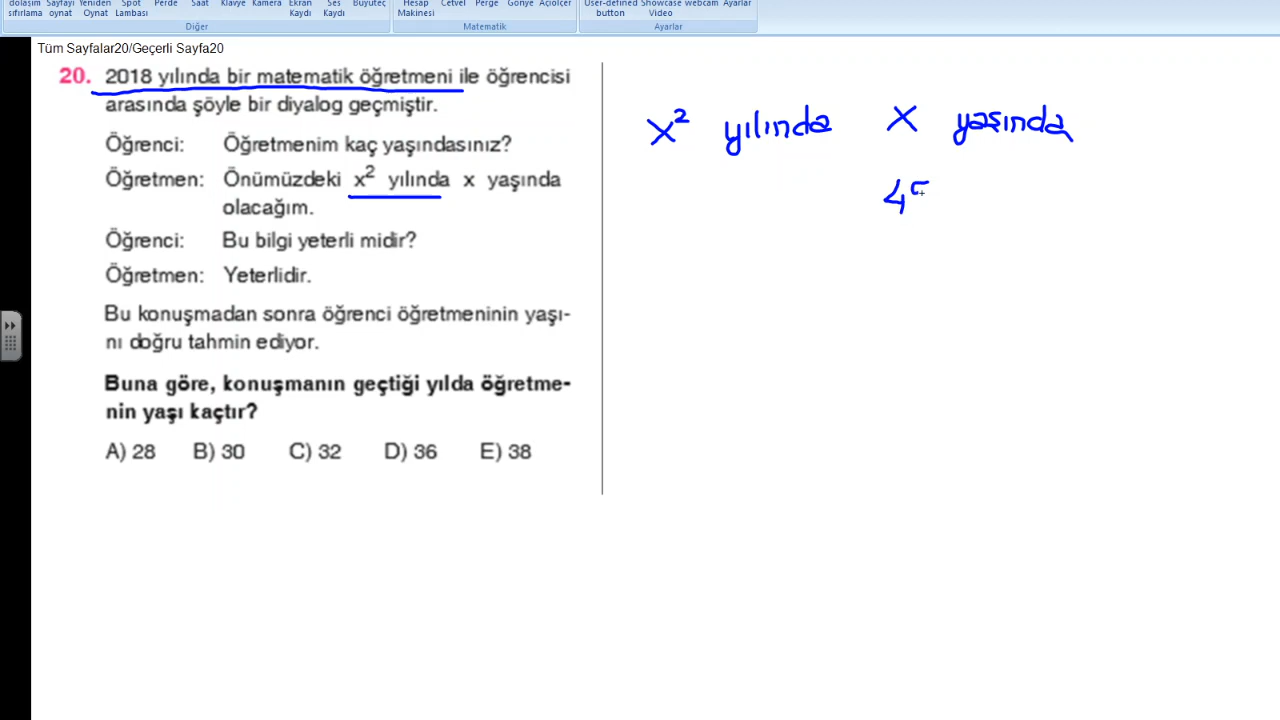 dolaşım Sayfayı Yeniden Spot Perde Saat Klavye Kamera Ekran Ses Büyüteç Hesap Cetvel Perge Gönye Açıölçer User-defined Showcase webcam Ayarlar
sıfırlama oynat Oynat Lambası Kaydı Kaydı Makinesi button Video
Diğer Matematik Ayarlar
Tüm Sayfalar20/Geçerli Sayfa20
20. 2018 yılında bir matematik öğretmeni ile öğrencisi
arasında şöyle bir diyalog geçmiştir.
Öğrenci: Öğretmenim kaç yaşındasınız?
Öğretmen: Önümüzdeki x² yılında x yaşında
olacağım.
Öğrenci: Bu bilgi yeterli midir?
Öğretmen: Yeterlidir.
Bu konuşmadan sonra öğrenci öğretmeninin yaşı-
nı doğru tahmin ediyor.
Buna göre, konuşmanın geçtiği yılda öğretme-
nin yaşı kaçtır?
A) 28 B) 30 C) 32 D) 36 E) 38
x² yılında x yaşında
4